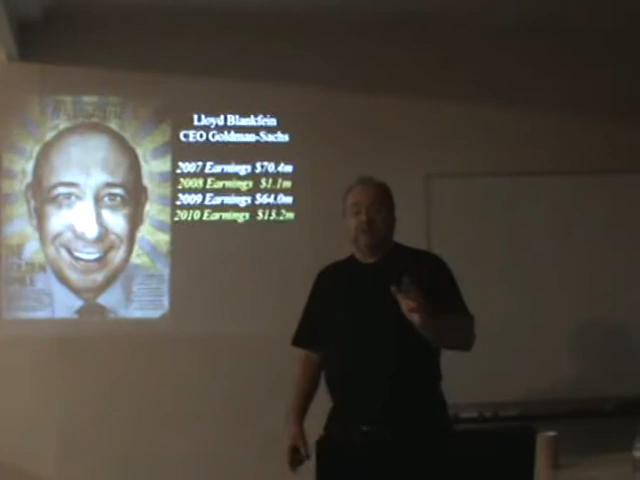 Lloyd Blankfein
CEO Goldman-Sachs
2007 Earnings $70.4m
2008 Earnings $1.1m
2009 Earnings $64.0m
2010 Earnings $15.2m